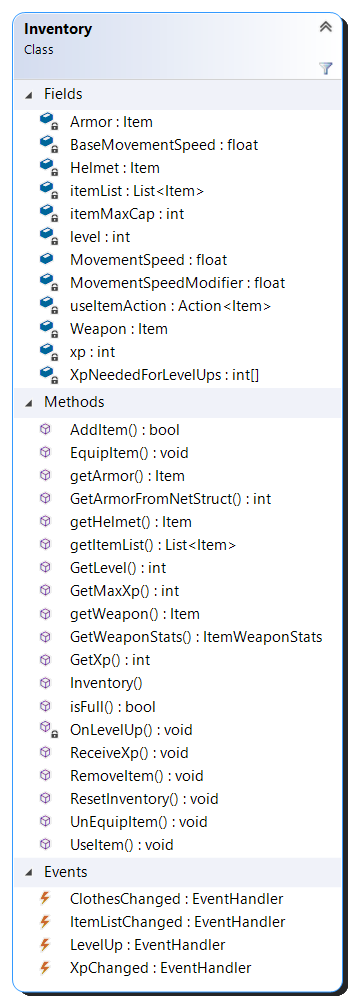 Inventory
Class
Fields
Armor : Item
BaseMovementSpeed : float
Helmet : Item
itemList : List<Item>
itemMaxCap : int
level : int
MovementSpeed : float
MovementSpeedModifier : float
useItemAction : Action<Item>
Weapon : Item
xp : int
XpNeededForLevelUps : int[]
Methods
AddItem() : bool
EquipItem() : void
getArmor() : Item
GetArmorFromNetStruct() : int
getHelmet() : Item
getItemList() : List<Item>
GetLevel() : int
GetMaxXp() : int
getWeapon() : Item
GetWeaponStats() : ItemWeaponStats
GetXp() : int
Inventory()
isFull() : bool
OnLevelUp() : void
ReceiveXp() : void
RemoveItem() : void
ResetInventory() : void
UnEquipItem() : void
UseItem() : void
Events
ClothesChanged : EventHandler
ItemListChanged : EventHandler
LevelUp : EventHandler
XpChanged : EventHandler